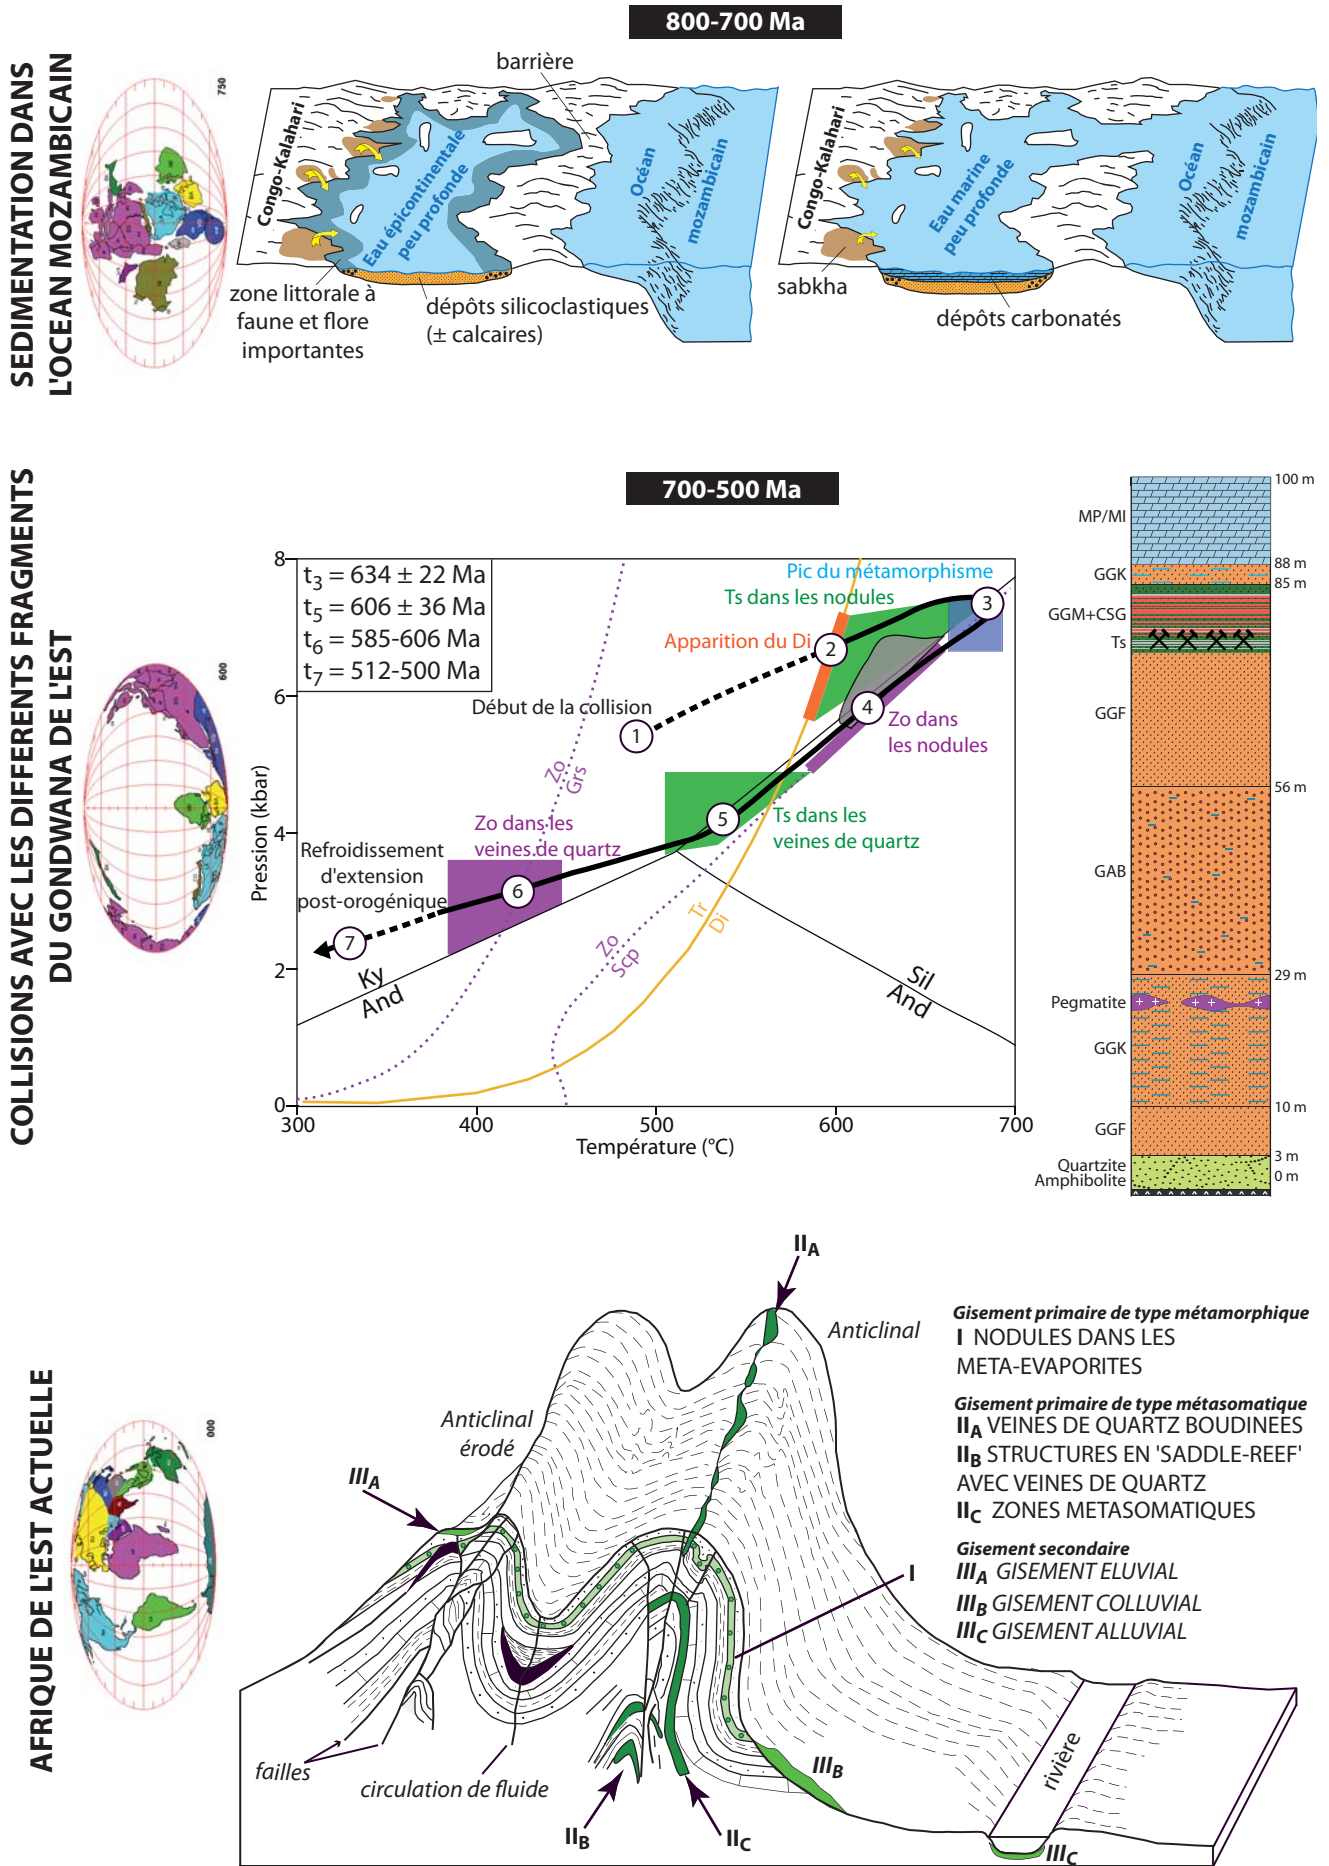 800-700 Ma
SEDIMENTATION DANS
L'OCEAN MOZAMBICAIN
750
barrière
Congo-Kalahari
Eau épicontinentale
peu profonde
Océan
mozambicain
zone littorale à
faune et flore
importantes
dépôts silicoclastiques
(± calcaires)
Congo-Kalahari
Eau marine
peu profonde
Océan
mozambicain
sabkha
dépôts carbonatés
COLLISIONS AVEC LES DIFFERENTS FRAGMENTS
DU GONDWANA DE L'EST
600
700-500 Ma
t3 = 634 ± 22 Ma
t5 = 606 ± 36 Ma
t6 = 585-606 Ma
t7 = 512-500 Ma
Pic du métamorphisme
Ts dans les nodules
3
Apparition du Di
2
Début de la collision
1
4
Zo dans
les nodules
Zo
Grs
5
Ts dans les
veines de quartz
Zo dans les
veines de quartz
Refroidissement
d'extension
post-orogénique
6
7
Ky
And
Zo
Scp
Tr
Di
Sil
And
Pression (kbar)
8
6
4
2
0
300
400
500
600
700
Température (°C)
100 m
MP/MI
88 m
GGK
85 m
GGM+CSG
Ts
GGF
56 m
GAB
29 m
Pegmatite
GGK
10 m
GGF
3 m
Quartzite
0 m
Amphibolite
AFRIQUE DE L'EST ACTUELLE
000
IIA
Anticlinal
Anticlinal
érodé
IIIA
I
failles
circulation de fluide
IIB
IIC
IIIB
rivière
IIIC
Gisement primaire de type métamorphique
I NODULES DANS LES
META-EVAPORITES
Gisement primaire de type métasomatique
IIA VEINES DE QUARTZ BOUDINEES
IIB STRUCTURES EN 'SADDLE-REEF'
AVEC VEINES DE QUARTZ
IIC ZONES METASOMATIQUES
Gisement secondaire
IIIA GISEMENT ELUVIAL
IIIB GISEMENT COLLUVIAL
IIIC GISEMENT ALLUVIAL